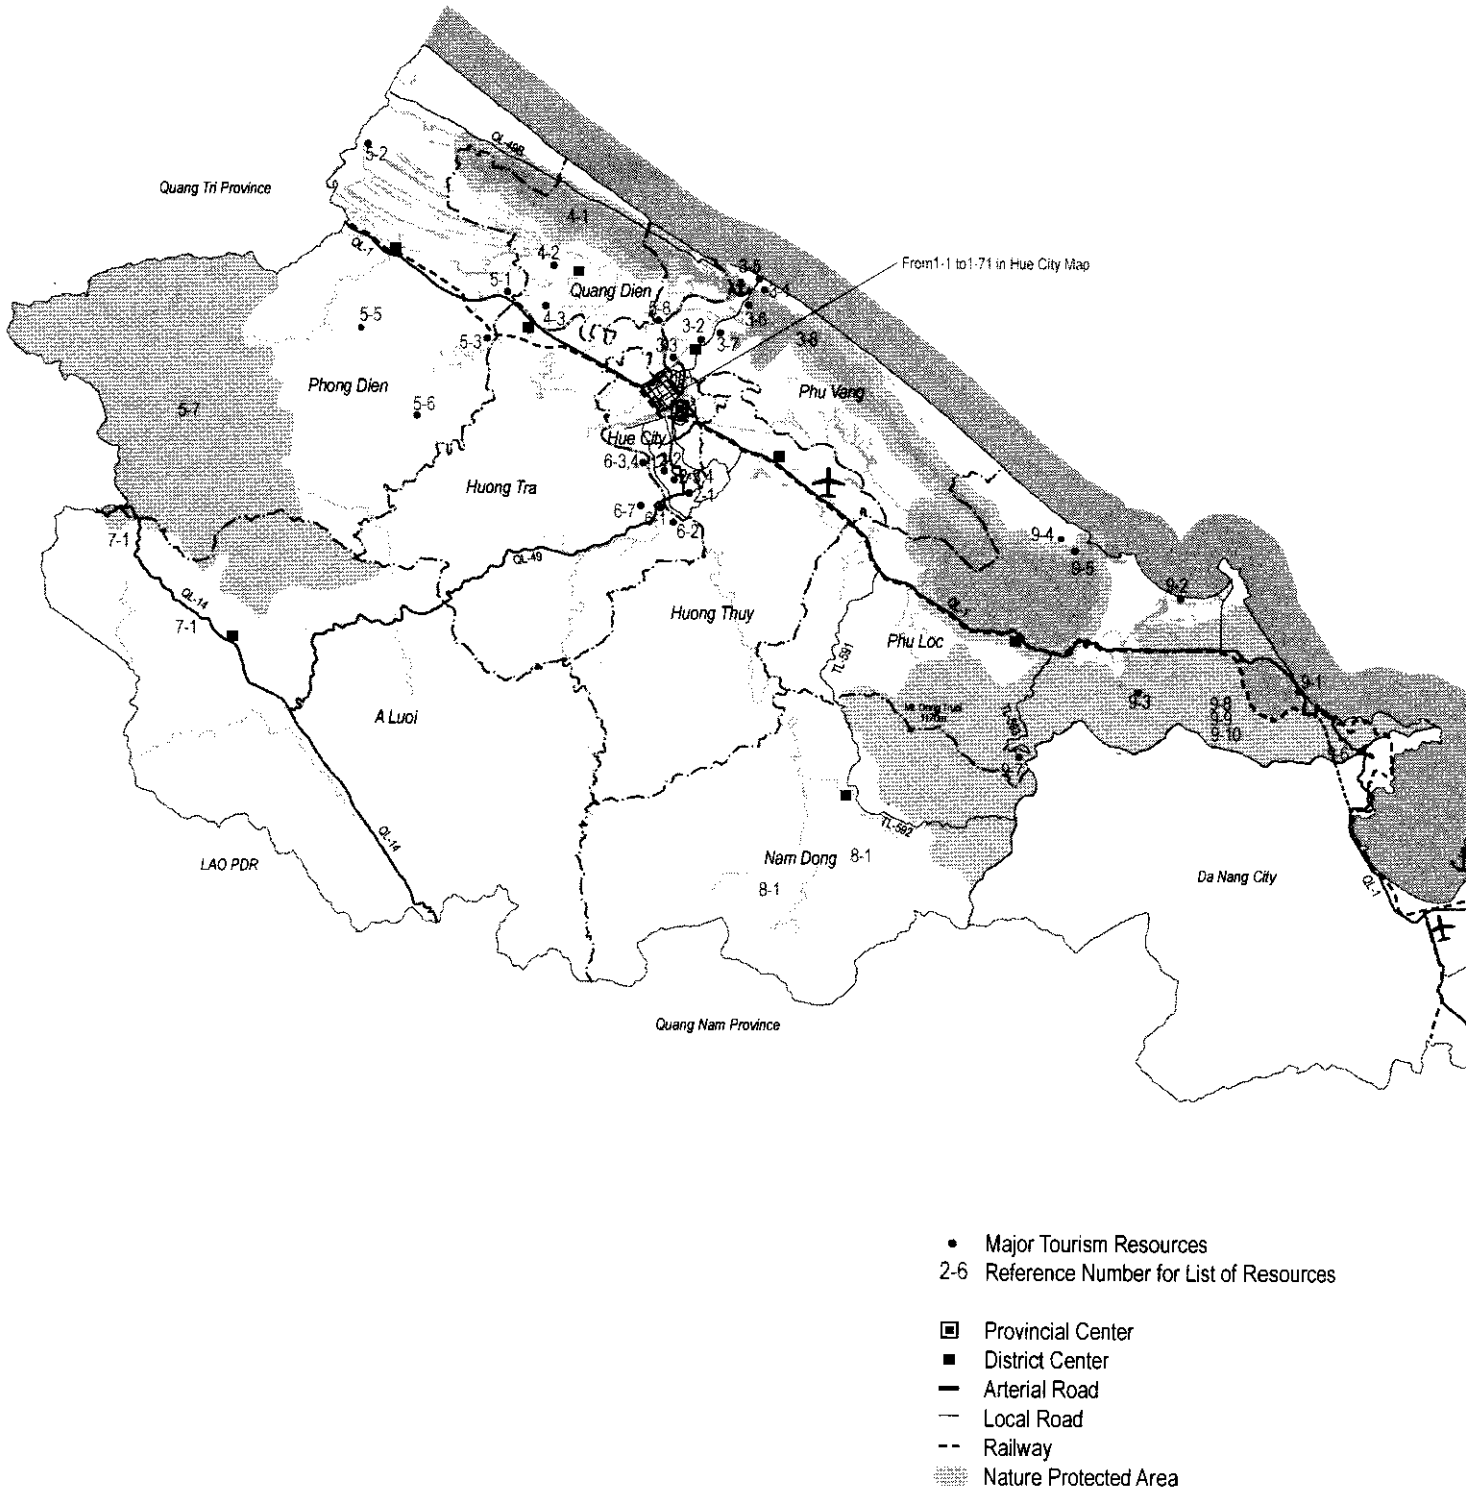 QL-49B
5-2
Quang Tri Province
4-1
QL-1
4-2
From1-1 to1-71 in Hue City Map
3-5
5-1
Quang Dien
3-4
4-3
5-8
3-6
5-5
3-2
5-3
3-7
3-8
3-3
Phong Dien
Phu Vang
5-7
5-6
Hue City
6-3,4
Huong Tra
2-1
6-7
6-1
6-2
7-1
9-4
QL-49
9-5
9-2
QL-14
7-1
Huong Thuy
QL-1
Phu Loc
TL-591
9-1
9-3
9-8
9-9
9-10
A Luoi
QL-14
TL-592
LAO PDR
Nam Dong
8-1
8-1
Da Nang City
QL-1
Quang Nam Province
Major Tourism Resources
2-6 Reference Number for List of Resources
Provincial Center
District Center
Arterial Road
Local Road
Railway
Nature Protected Area